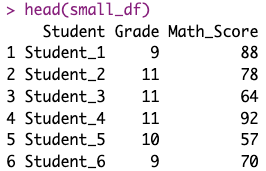 > head(small_df)
Student Grade Math_Score
1 Student_1 9 88
2 Student_2 11 78
3 Student_3 11 64
4 Student_4 11 92
5 Student_5 10 57
6 Student_6 9 70